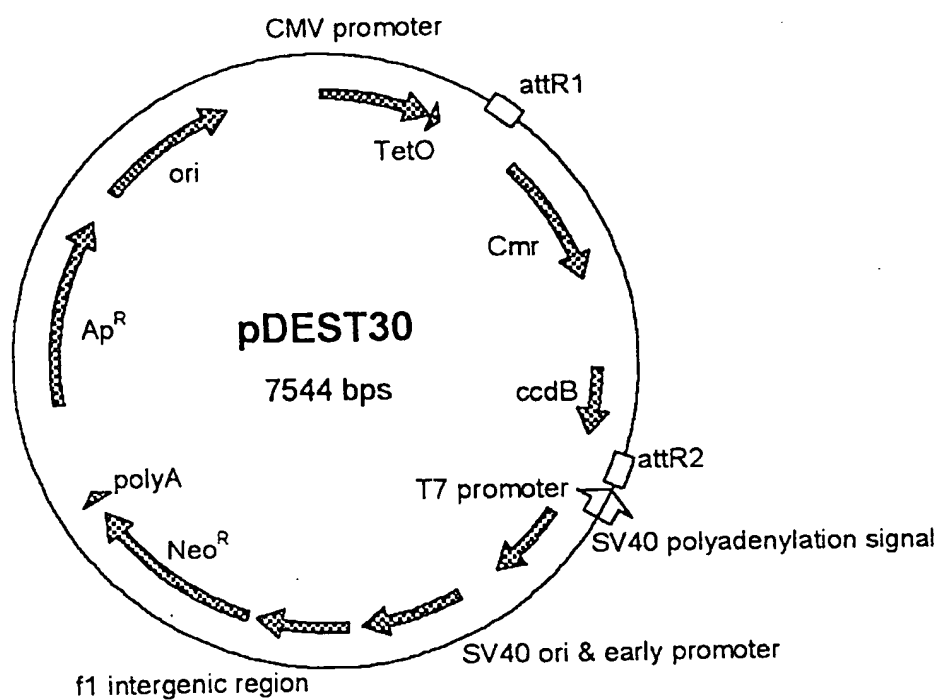 CMV promoter
attR1
TetO
ori
Cmr
Ap^R
pDEST30
7544 bps
ccdB
attR2
polyA
T7 promoter
Neo^R
SV40 polyadenylation signal
SV40 ori & early promoter
f1 intergenic region